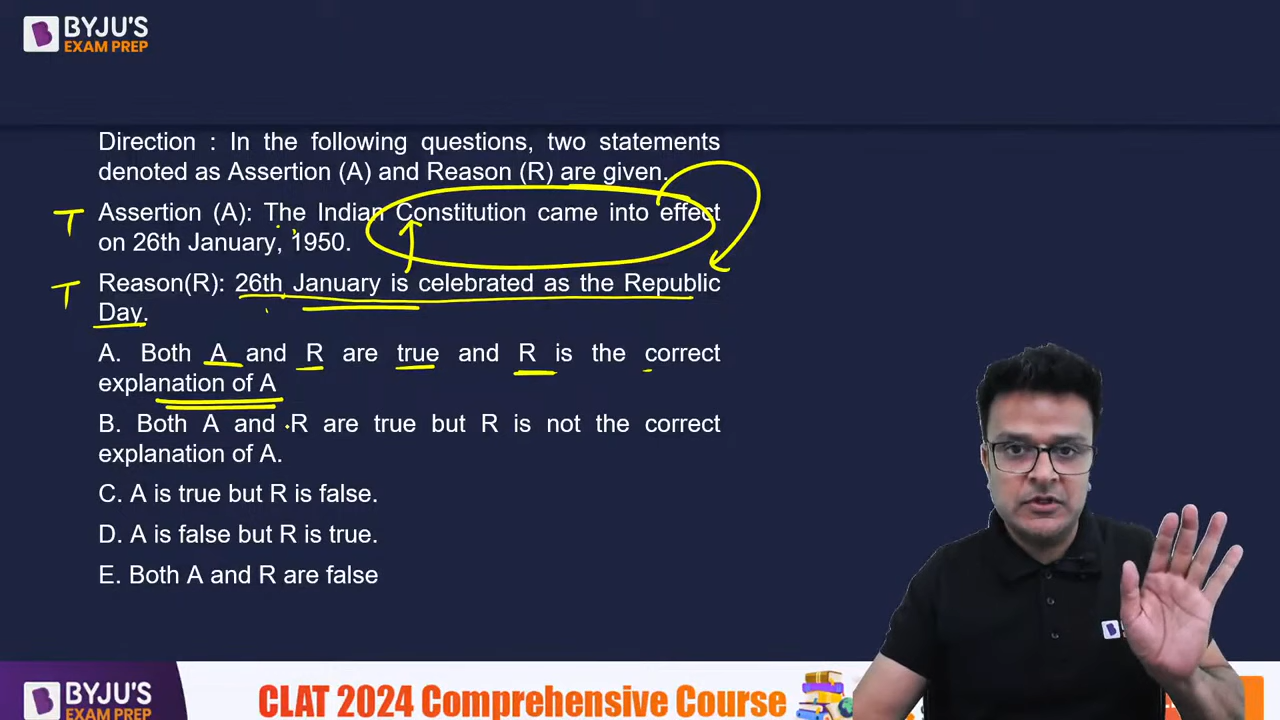 BYJU'S
EXAM PREP
Direction : In the following questions, two statements
denoted as Assertion (A) and Reason (R) are given.
T Assertion (A): The Indian Constitution came into effect
on 26th January, 1950.
T Reason(R): 26th January is celebrated as the Republic
Day.
A. Both A and R are true and R is the correct
explanation of A
B. Both A and R are true but R is not the correct
explanation of A.
C. A is true but R is false.
D. A is false but R is true.
E. Both A and R are false
BYJU'S
EXAM PREP
CLAT 2024 Comprehensive Course